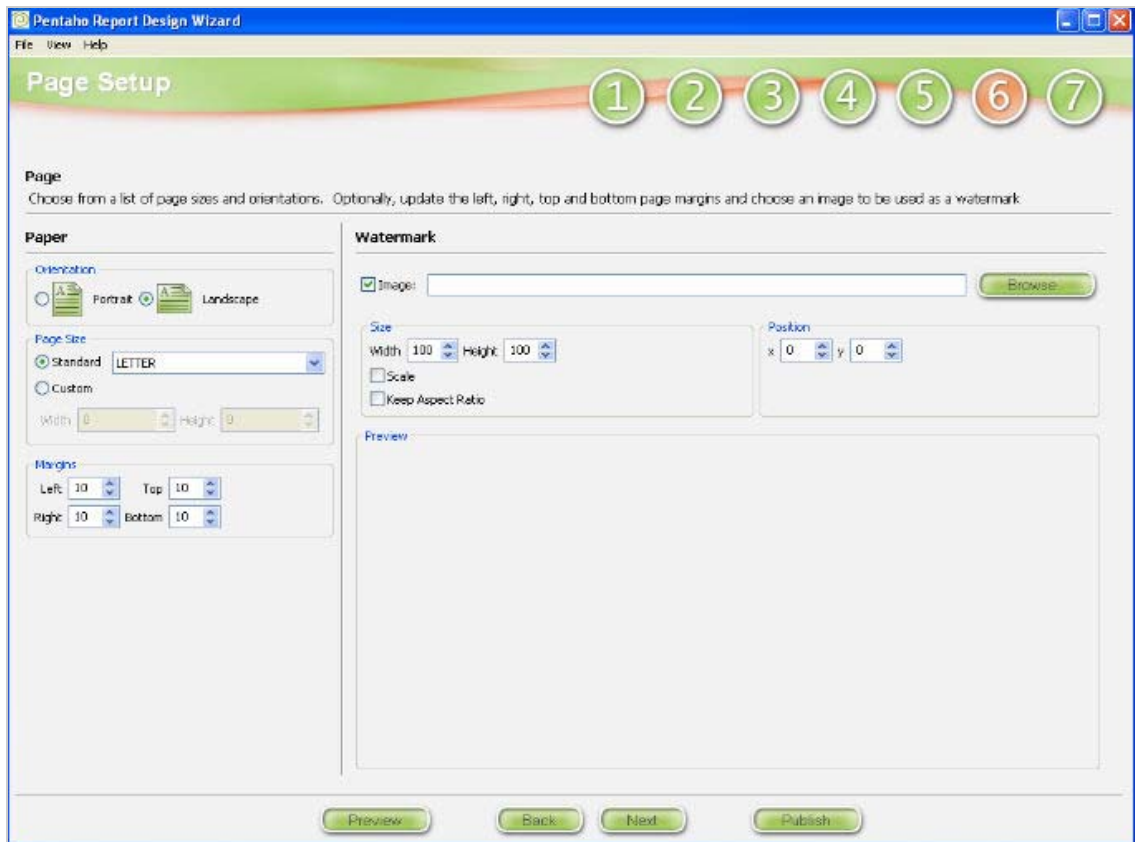 Pentaho Report Design Wizard
File View Help
Page Setup
1 2 3 4 5 6 7
Page
Choose from a list of page sizes and orientations. Optionally, update the left, right, top and bottom page margins and choose an image to be used as a watermark
Paper
Orientation
Portrait Landscape
Page Size
Standard LETTER
Custom
Width 0 Height 0
Margins
Left 10 Top 10
Right 10 Bottom 10
Watermark
Image: Browse
Size
Width 100 Height 100
Scale
Keep Aspect Ratio
Position
x 0 y 0
Preview
Preview Back Next Publish